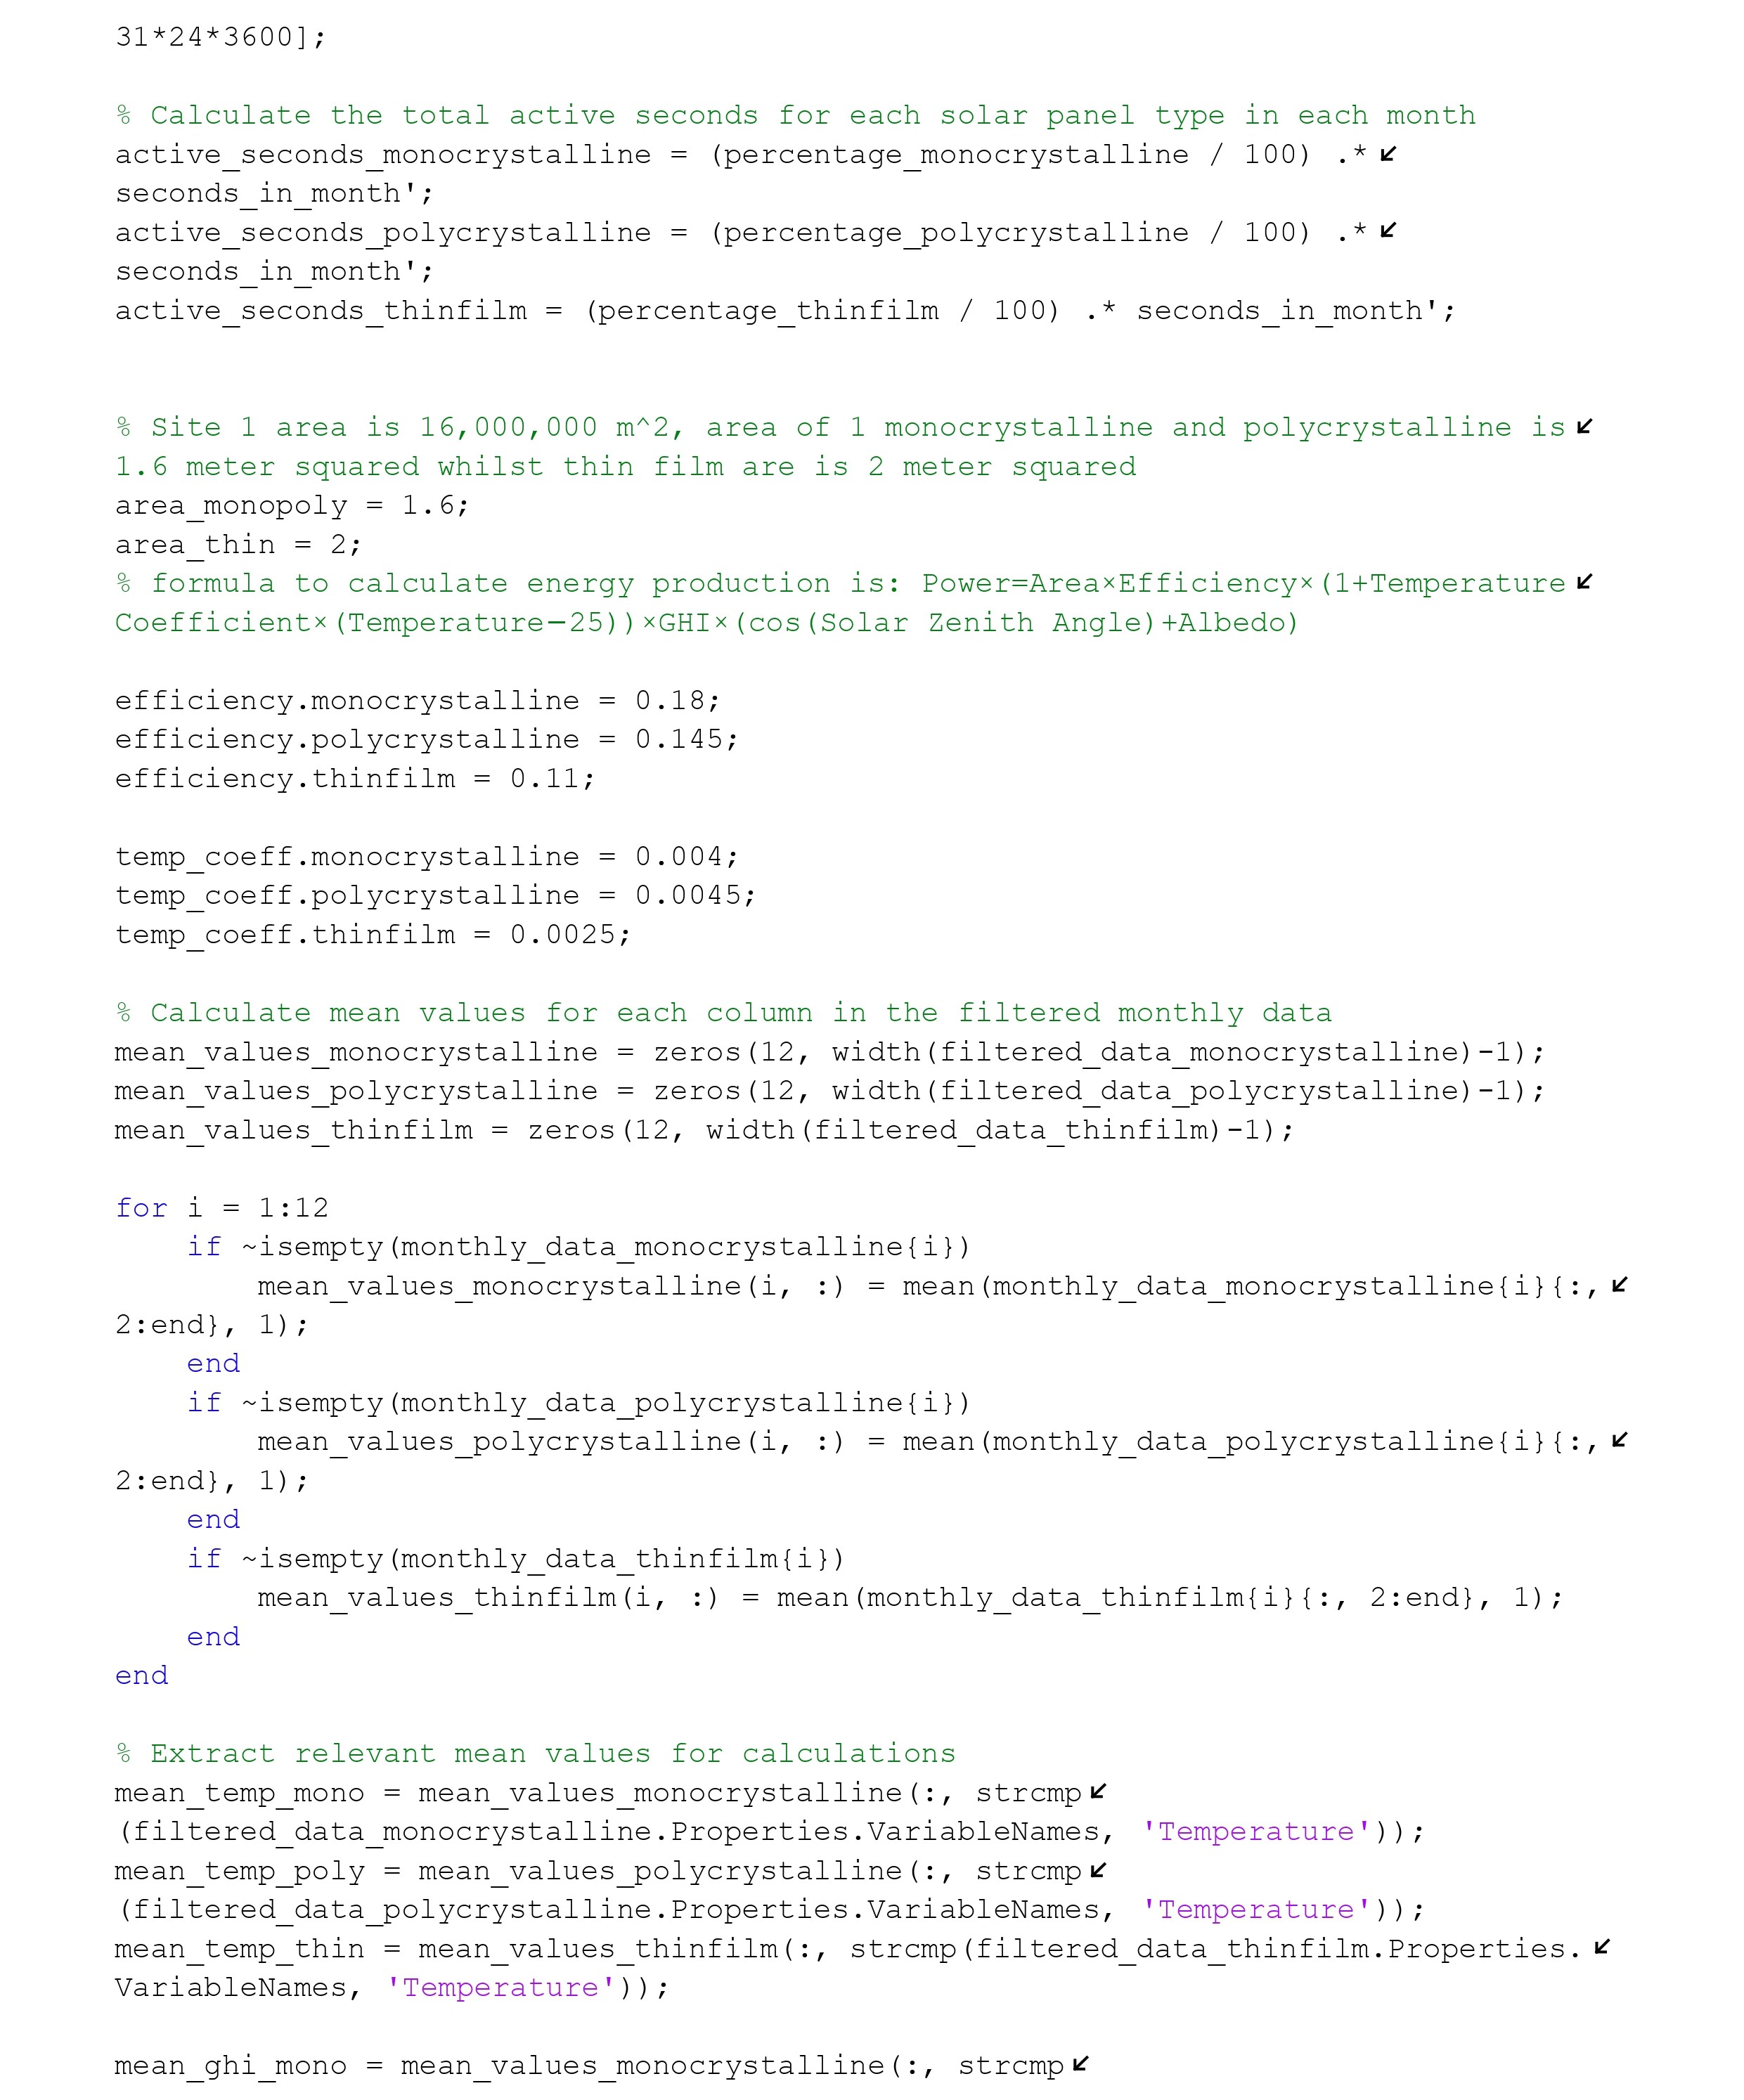 31*24*3600];
% Calculate the total active seconds for each solar panel type in each month
active_seconds_monocrystalline = (percentage_monocrystalline / 100) .* ↙
seconds_in_month';
active_seconds_polycrystalline = (percentage_polycrystalline / 100) .* ↙
seconds_in_month';
active_seconds_thinfilm = (percentage_thinfilm / 100) .* seconds_in_month';
% Site 1 area is 16,000,000 m^2, area of 1 monocrystalline and polycrystalline is ↙
1.6 meter squared whilst thin film are is 2 meter squared
area_monopoly = 1.6;
area_thin = 2;
% formula to calculate energy production is: Power=Area×Efficiency×(1+Temperature ↙
Coefficient×(Temperature−25))×GHI×(cos(Solar Zenith Angle)+Albedo)
efficiency.monocrystalline = 0.18;
efficiency.polycrystalline = 0.145;
efficiency.thinfilm = 0.11;
temp_coeff.monocrystalline = 0.004;
temp_coeff.polycrystalline = 0.0045;
temp_coeff.thinfilm = 0.0025;
% Calculate mean values for each column in the filtered monthly data
mean_values_monocrystalline = zeros(12, width(filtered_data_monocrystalline)-1);
mean_values_polycrystalline = zeros(12, width(filtered_data_polycrystalline)-1);
mean_values_thinfilm = zeros(12, width(filtered_data_thinfilm)-1);
for i = 1:12
    if ~isempty(monthly_data_monocrystalline{i})
        mean_values_monocrystalline(i, :) = mean(monthly_data_monocrystalline{i}{:, ↙
2:end}, 1);
    end
    if ~isempty(monthly_data_polycrystalline{i})
        mean_values_polycrystalline(i, :) = mean(monthly_data_polycrystalline{i}{:, ↙
2:end}, 1);
    end
    if ~isempty(monthly_data_thinfilm{i})
        mean_values_thinfilm(i, :) = mean(monthly_data_thinfilm{i}{:, 2:end}, 1);
    end
end
% Extract relevant mean values for calculations
mean_temp_mono = mean_values_monocrystalline(:, strcmp ↙
(filtered_data_monocrystalline.Properties.VariableNames, 'Temperature'));
mean_temp_poly = mean_values_polycrystalline(:, strcmp ↙
(filtered_data_polycrystalline.Properties.VariableNames, 'Temperature'));
mean_temp_thin = mean_values_thinfilm(:, strcmp(filtered_data_thinfilm.Properties. ↙
VariableNames, 'Temperature'));
mean_ghi_mono = mean_values_monocrystalline(:, strcmp ↙